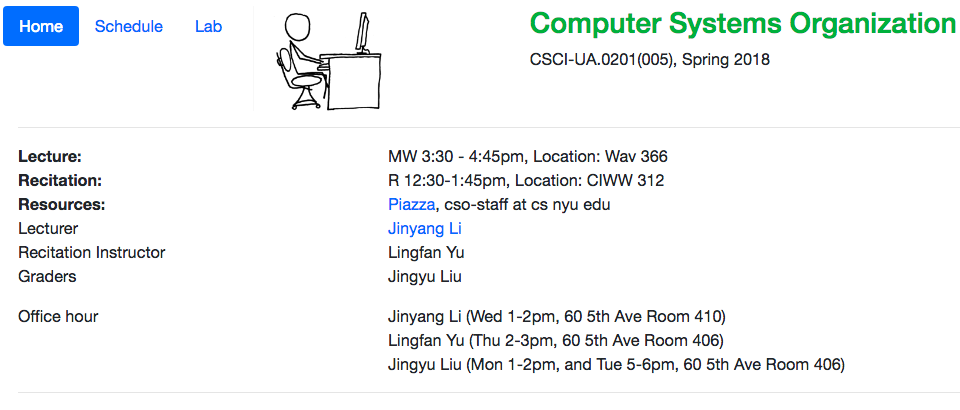 Home Schedule Lab
Computer Systems Organization
CSCI-UA.0201(005), Spring 2018
Lecture: MW 3:30 - 4:45pm, Location: Wav 366
Recitation: R 12:30-1:45pm, Location: CIWW 312
Resources: Piazza, cso-staff at cs nyu edu
Lecturer Jinyang Li
Recitation Instructor Lingfan Yu
Graders Jingyu Liu
Office hour Jinyang Li (Wed 1-2pm, 60 5th Ave Room 410)
Lingfan Yu (Thu 2-3pm, 60 5th Ave Room 406)
Jingyu Liu (Mon 1-2pm, and Tue 5-6pm, 60 5th Ave Room 406)